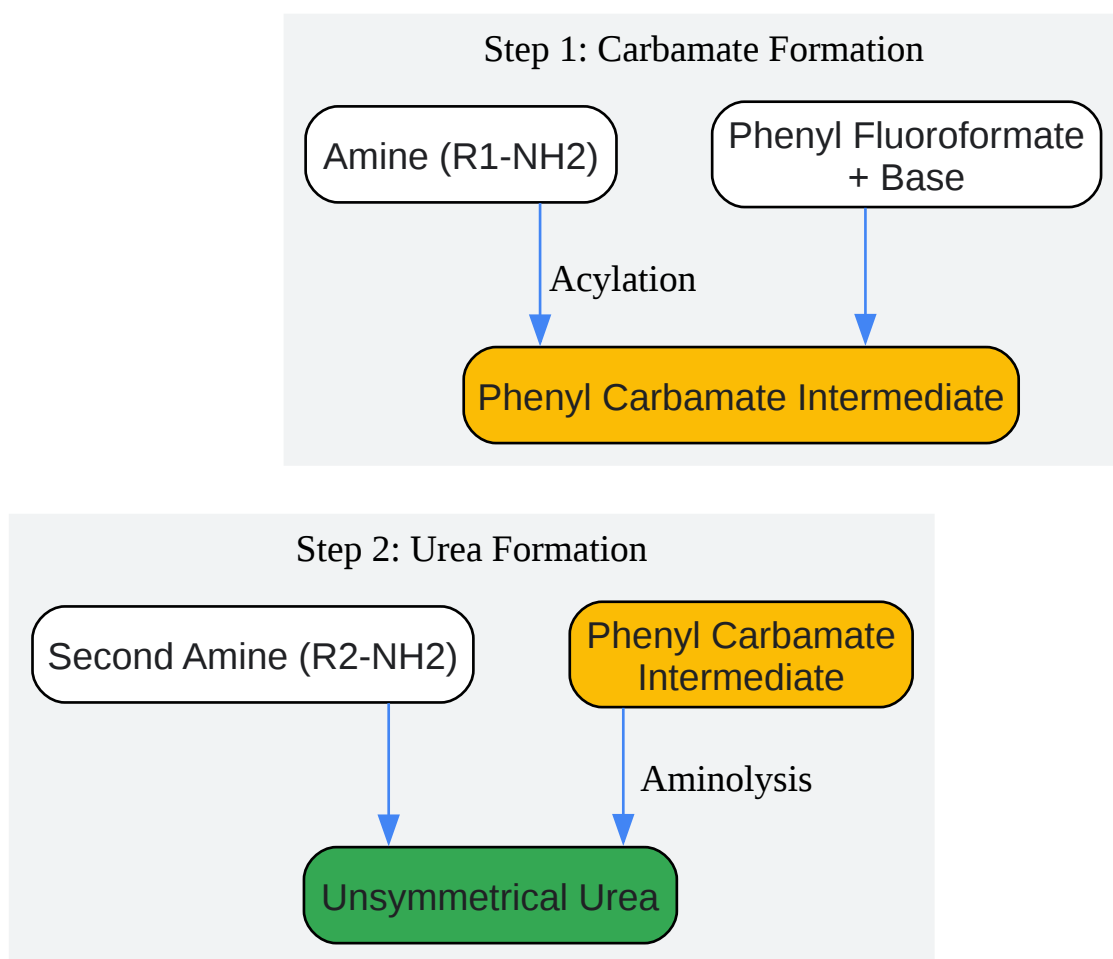 Step 1: Carbamate Formation
Amine (R1-NH2)
Phenyl Fluoroformate
+ Base
Acylation
Phenyl Carbamate Intermediate
Step 2: Urea Formation
Second Amine (R2-NH2)
Phenyl Carbamate
Intermediate
Aminolysis
Unsymmetrical Urea